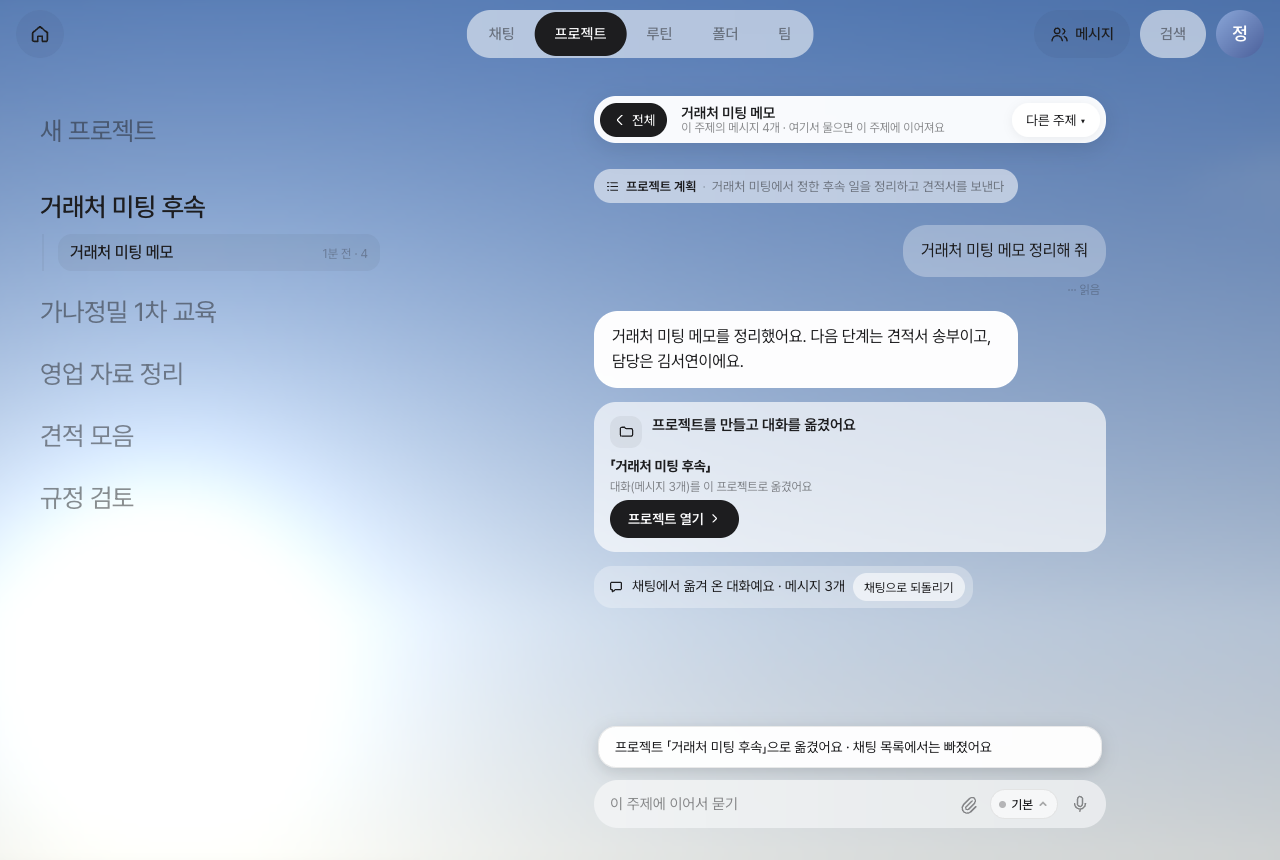 채팅
프로젝트
루틴
폴더
팀
메시지
검색
정
새 프로젝트
거래처 미팅 후속
거래처 미팅 메모
1분 전 · 4
가나정밀 1차 교육
영업 자료 정리
견적 모음
규정 검토
전체
거래처 미팅 메모
이 주제의 메시지 4개 · 여기서 물으면 이 주제에 이어져요
다른 주제 ▾
프로젝트 계획 · 거래처 미팅에서 정한 후속 일을 정리하고 견적서를 보낸다
거래처 미팅 메모 정리해 줘
─ 읽음
거래처 미팅 메모를 정리했어요. 다음 단계는 견적서 송부이고,
담당은 김서연이에요.
프로젝트를 만들고 대화를 옮겼어요
「거래처 미팅 후속」
대화(메시지 3개)를 이 프로젝트로 옮겼어요
프로젝트 열기
채팅에서 옮겨 온 대화예요 · 메시지 3개
채팅으로 되돌리기
프로젝트 「거래처 미팅 후속」으로 옮겼어요 · 채팅 목록에서는 빠졌어요
이 주제에 이어서 묻기
기본